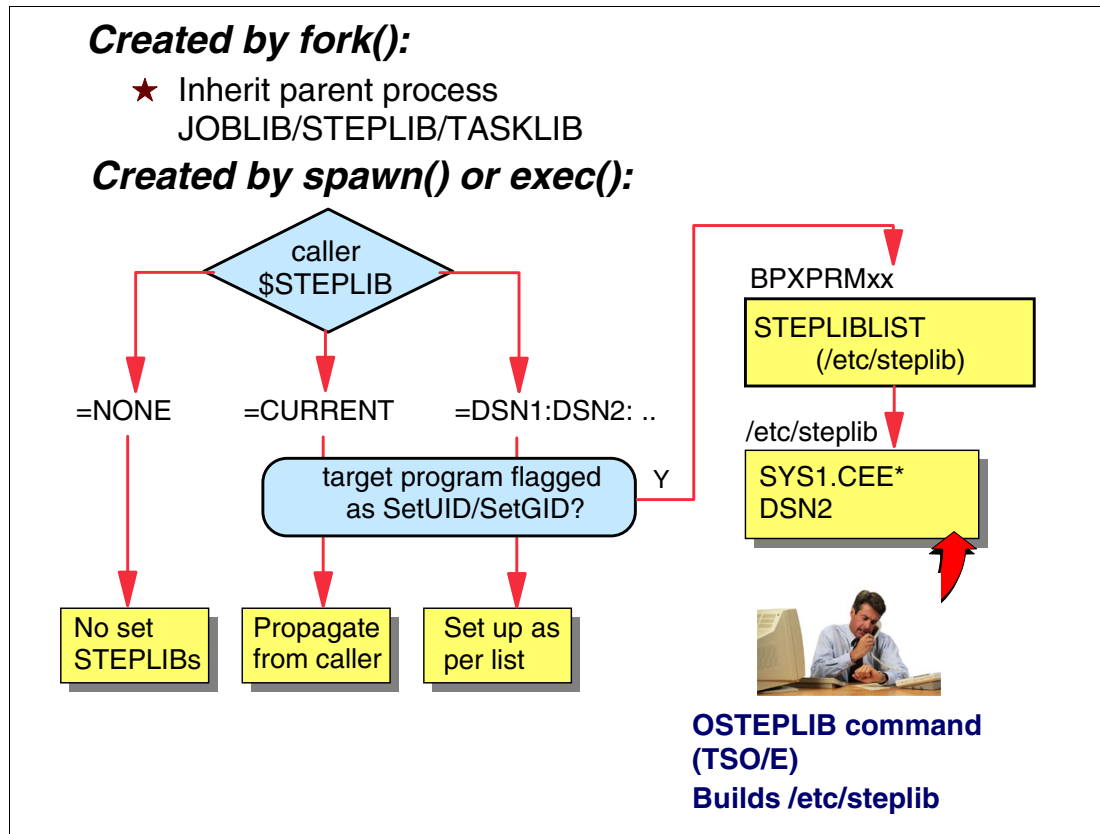 Created by fork():
Inherit parent process
JOBLIB/STEPLIB/TASKLIB
Created by spawn() or exec():
caller
$STEPLIB
=NONE
=CURRENT
=DSN1:DSN2: ..
target program flagged
as SetUID/SetGID?
Y
No set
STEPLIBs
Propagate
from caller
Set up as
per list
BPXPRMxx
STEPLIBLIST
(/etc/steplib)
/etc/steplib
SYS1.CEE*
DSN2
OSTEPLIB command
(TSO/E)
Builds /etc/steplib